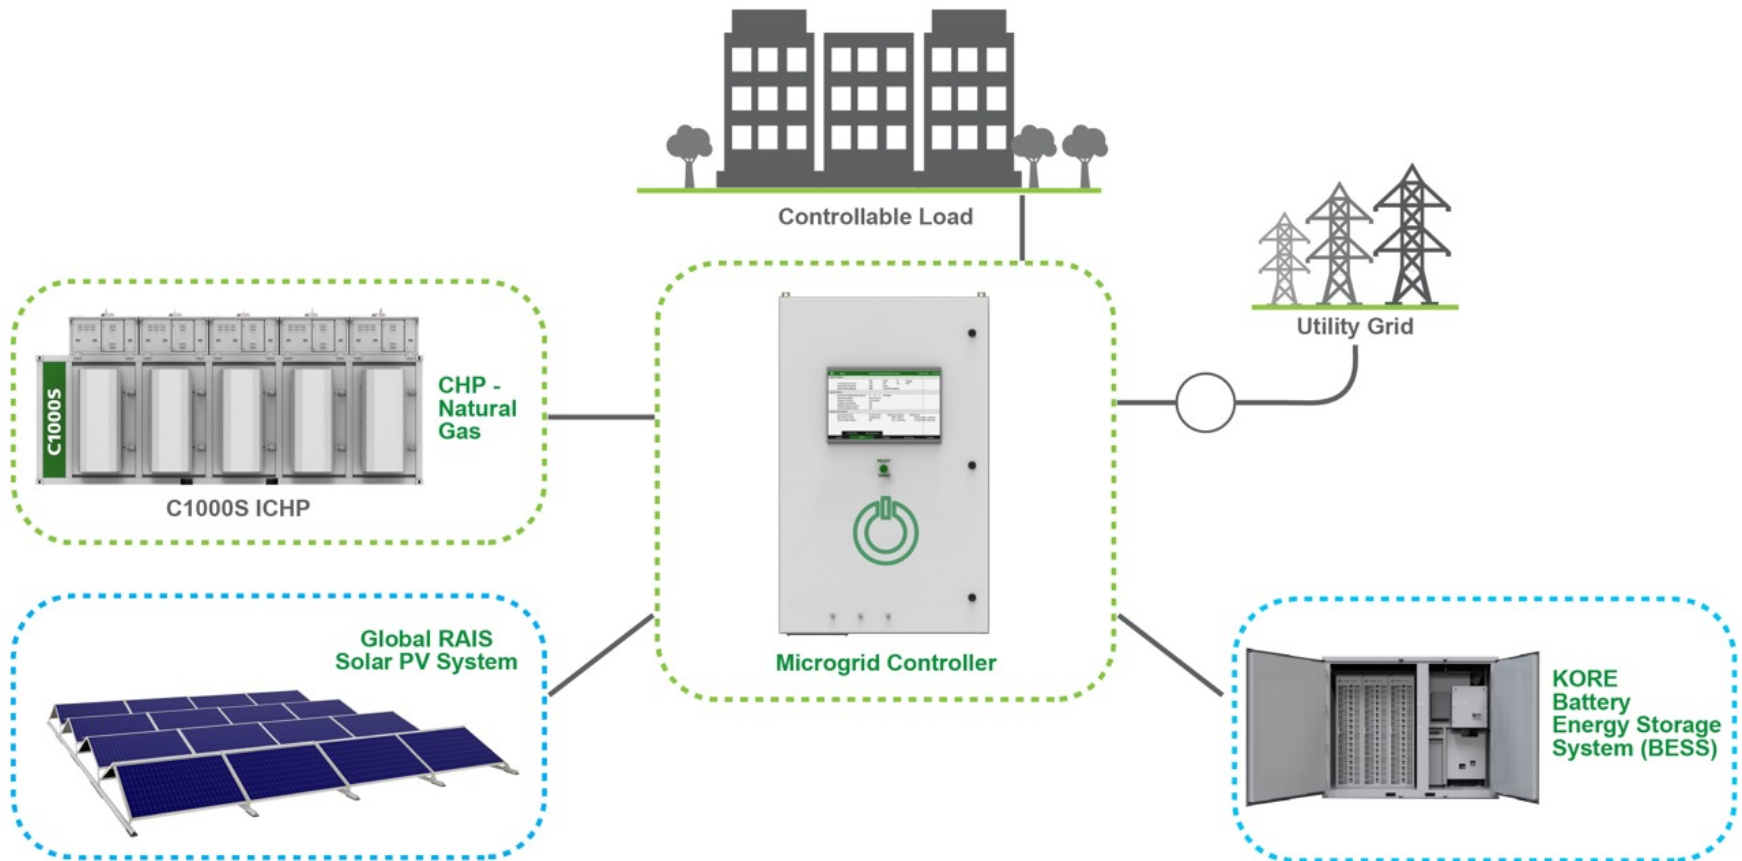 Controllable Load
Utility Grid
C1000S
CHP -
Natural
Gas
C1000S ICHP
READY
Microgrid Controller
Global RAIS
Solar PV System
KORE
Battery
Energy Storage
System (BESS)